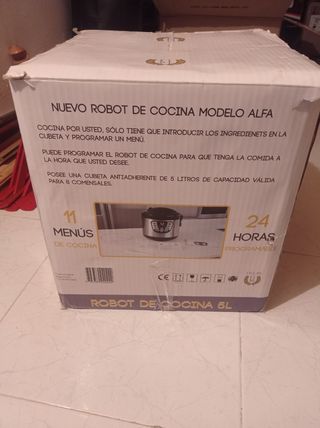 NUEVO ROBOT DE COCINA MODELO ALFA
COCINA POR USTED, SÓLO TIENE QUE INTRODUCIR LOS INGREDIENETS EN LA
CUBETA Y PROGRAMAR UN MENÚ.
PUEDE PROGRAMAR EL ROBOT DE COCINA PARA QUE TENGA LA COMIDA A
LA HORA QUE USTED DESEE.
POSEE UNA CUBETA ANTIADHERENTE DE 5 LITROS DE CAPACIDAD VÁLIDA
PARA 8 COMENSALES.
11
MENÚS
DE COCINA
24
HORAS
PROGRAMABLE
CE
ROBOT DE COCINA 5L